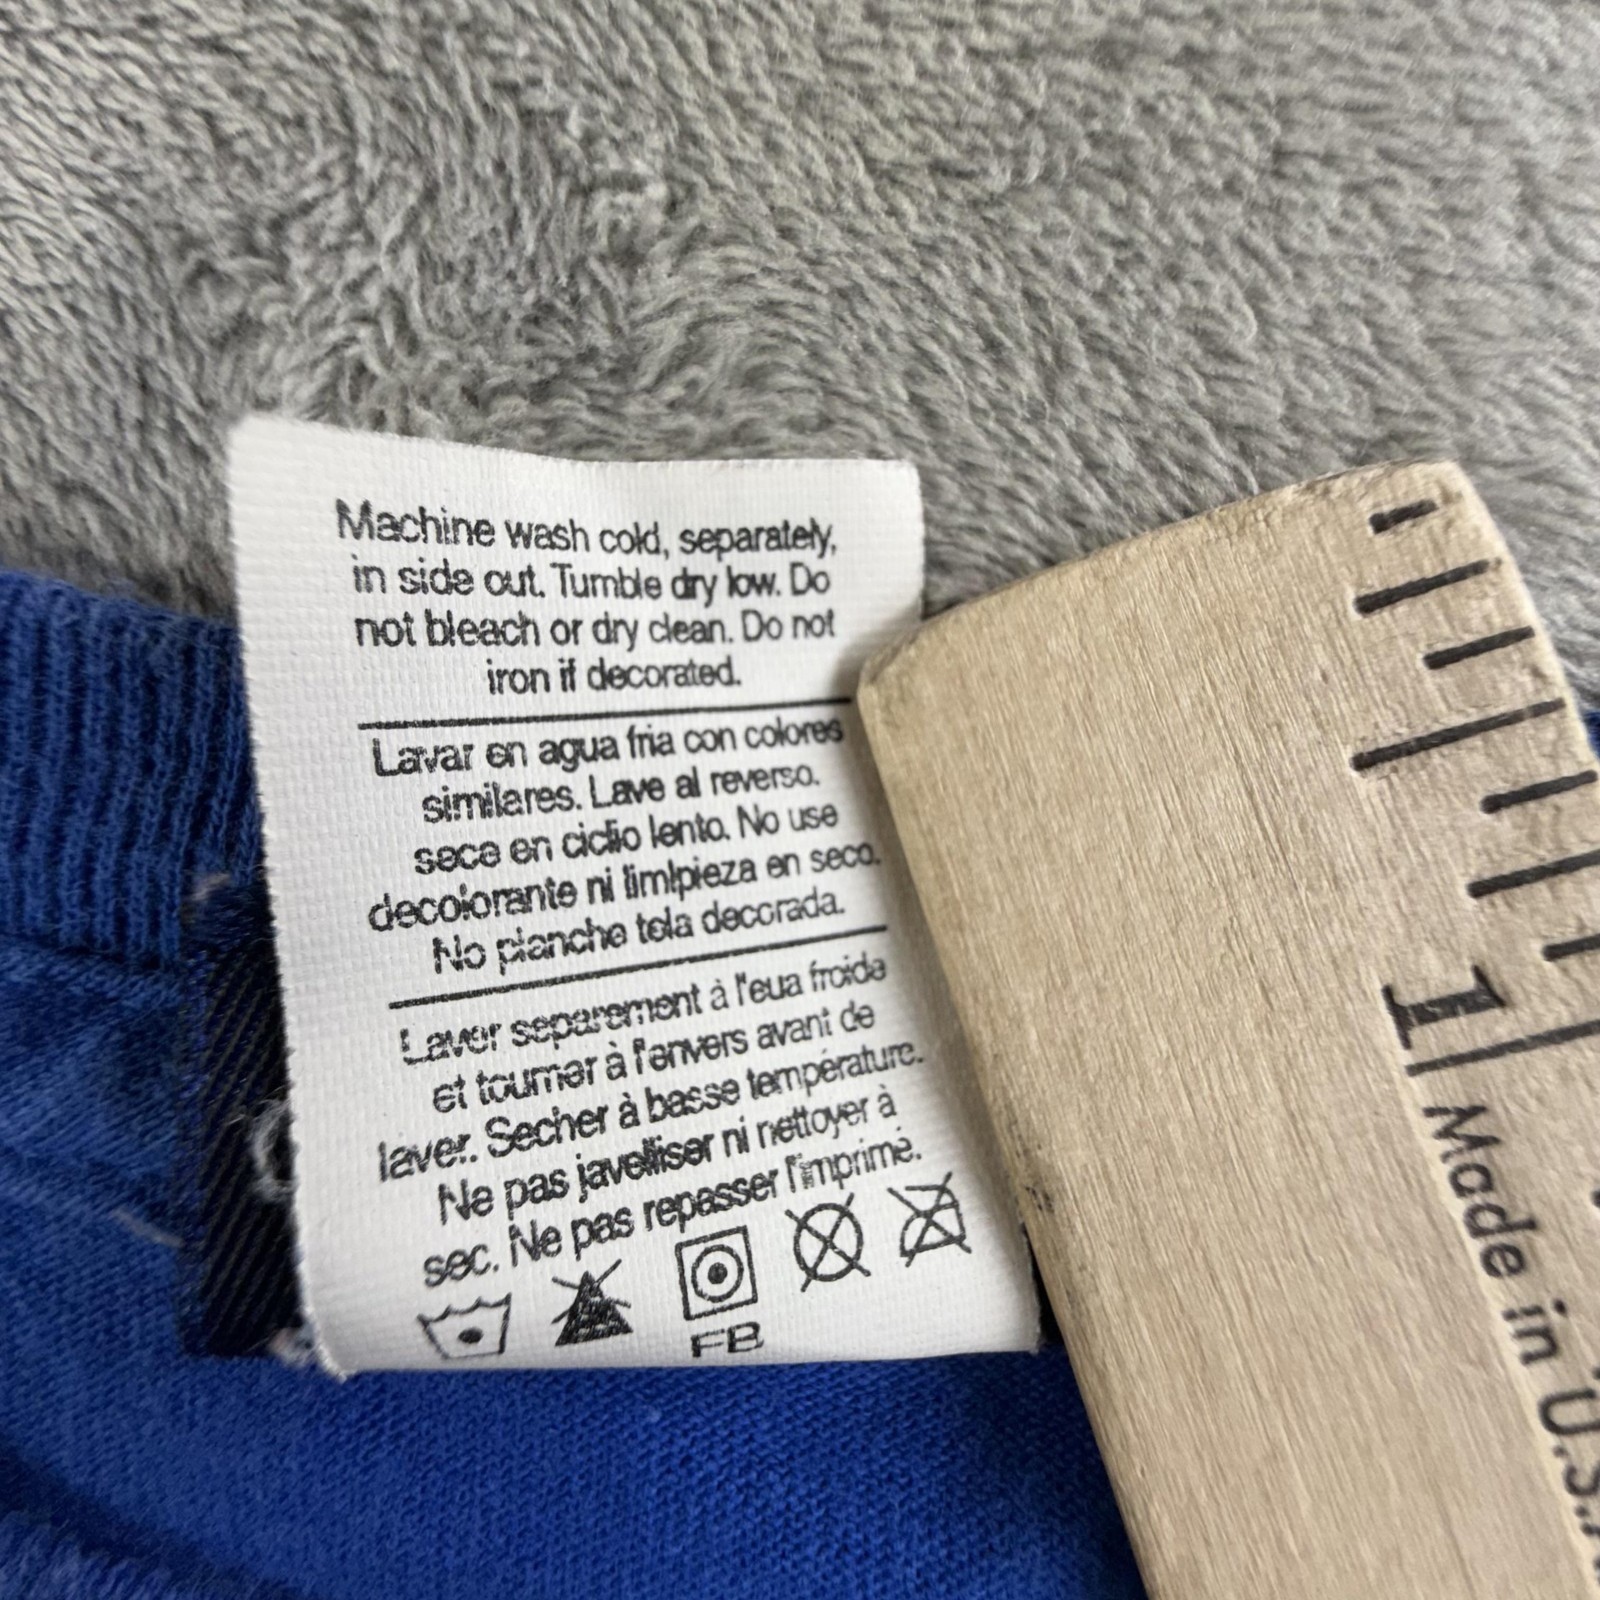 Machine wash cold, separately,
in side out. Tumble dry low. Do
not bleach or dry clean. Do not
iron if decorated.
Lavar en agua fria con colores
similares. Lave al reverso.
sece en ciclio lento. No use
decolorante ni limlpieza en seco.
No planche tela decorada.
Laver separement à l'eua froide
et tourner à l'envers avant de
laver. Secher à basse température.
Ne pas javelliser ni nettoyer à
sec. Ne pas repasser l'imprimé.
FB
1
Made in U.S.A